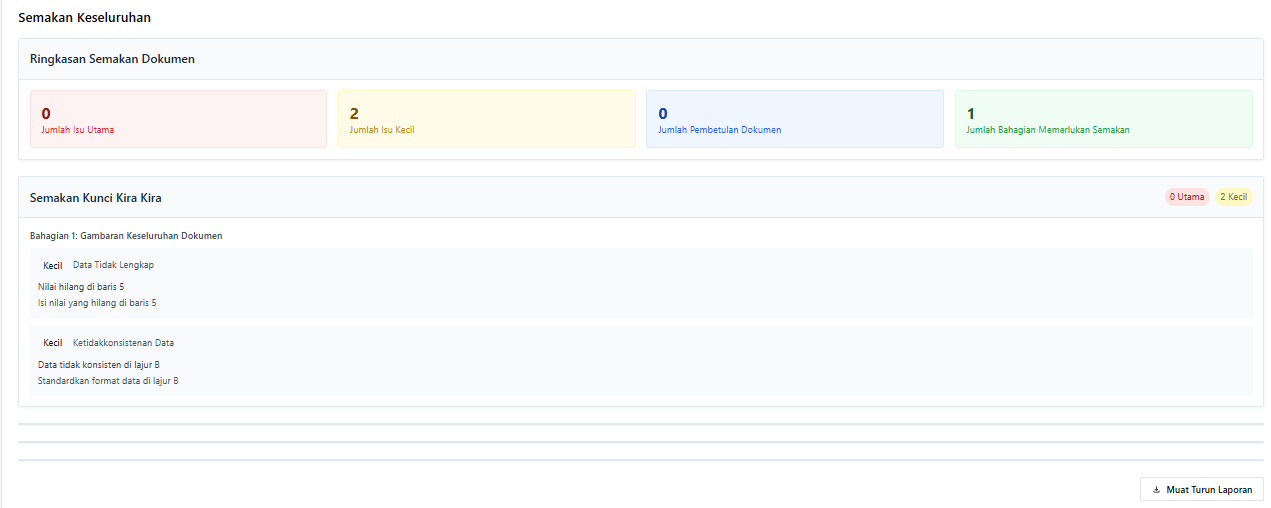 Semakan Keseluruhan
Ringkasan Semakan Dokumen
0
Jumlah Isu Utama
2
Jumlah Isu Kecil
0
Jumlah Pembetulan Dokumen
1
Jumlah Bahagian Memerlukan Semakan
Semakan Kunci Kira Kira
0 Utama
2 Kecil
Bahagian 1: Gambaran Keseluruhan Dokumen
Kecil Data Tidak Lengkap
Nilai hilang di baris 5
Isi nilai yang hilang di baris 5
Kecil Ketidakkonsistenan Data
Data tidak konsisten di lajur B
Standardkan format data di lajur B
Muat Turun Laporan